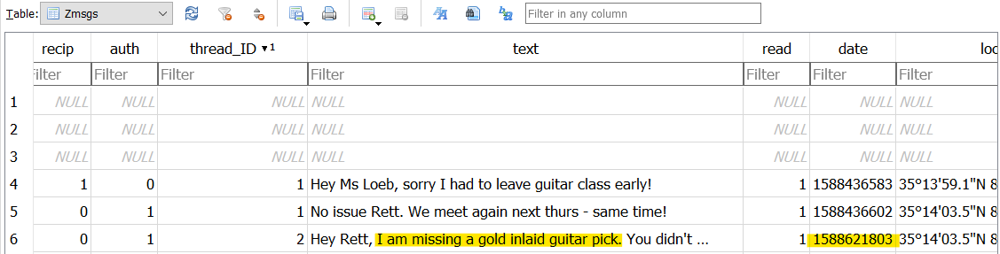 Table: Zmsgs Filter in any column
recip auth thread_ID ▼1 text read date loc
Filter Filter Filter Filter Filter Filter Filter
1 NULL NULL NULL NULL NULL NULL NULL
2 NULL NULL NULL NULL NULL NULL NULL
3 NULL NULL NULL NULL NULL NULL NULL
4 1 0 1 Hey Ms Loeb, sorry I had to leave guitar class early! 1 1588436583 35°13'59.1"N 8
5 0 1 1 No issue Rett. We meet again next thurs - same time! 1 1588436602 35°14'03.5"N 8
6 0 1 2 Hey Rett, I am missing a gold inlaid guitar pick. You didn't ... 1 1588621803 35°14'03.5"N 8